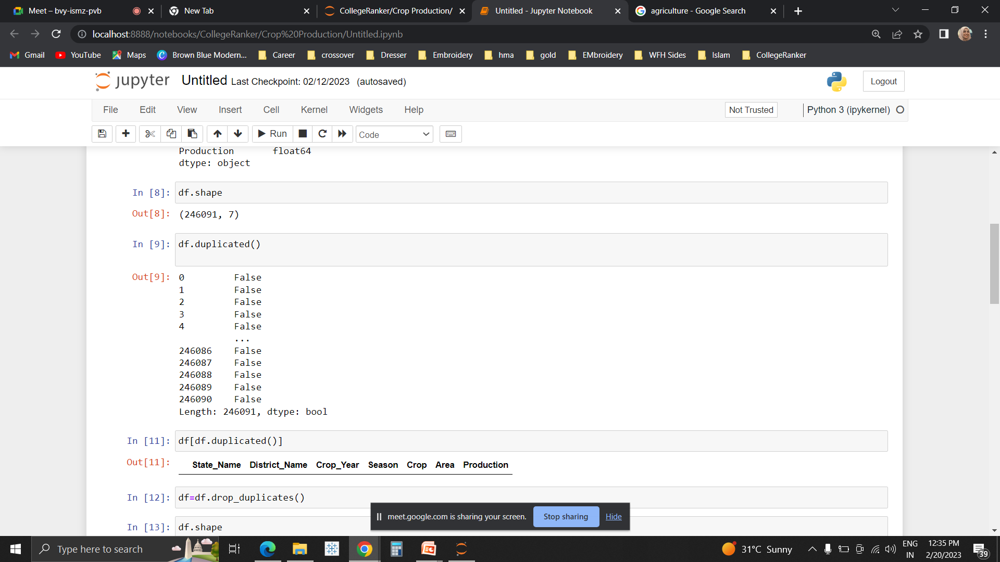 Meet – bvy-ismz-pvb
New Tab
CollegeRanker/Crop Production/
Untitled - Jupyter Notebook
agriculture - Google Search
localhost:8888/notebooks/CollegeRanker/Crop%20Production/Untitled.ipynb
Gmail YouTube Maps Brown Blue Modern... Career crossover Dresser Embroidery hma gold EMbroidery WFH Sides Islam CollegeRanker
jupyter Untitled Last Checkpoint: 02/12/2023 (autosaved) Logout
File Edit View Insert Cell Kernel Widgets Help Not Trusted Python 3 (ipykernel)
Run Code
Production float64
dtype: object
In [8]: df.shape
Out[8]: (246091, 7)
In [9]: df.duplicated()
Out[9]: 0 False
1 False
2 False
3 False
4 False
...
246086 False
246087 False
246088 False
246089 False
246090 False
Length: 246091, dtype: bool
In [11]: df[df.duplicated()]
Out[11]: State_Name District_Name Crop_Year Season Crop Area Production
In [12]: df=df.drop_duplicates()
meet.google.com is sharing your screen. Stop sharing Hide
In [13]: df.shape
Type here to search
31°C Sunny
ENG
IN
12:35 PM
2/20/2023
39